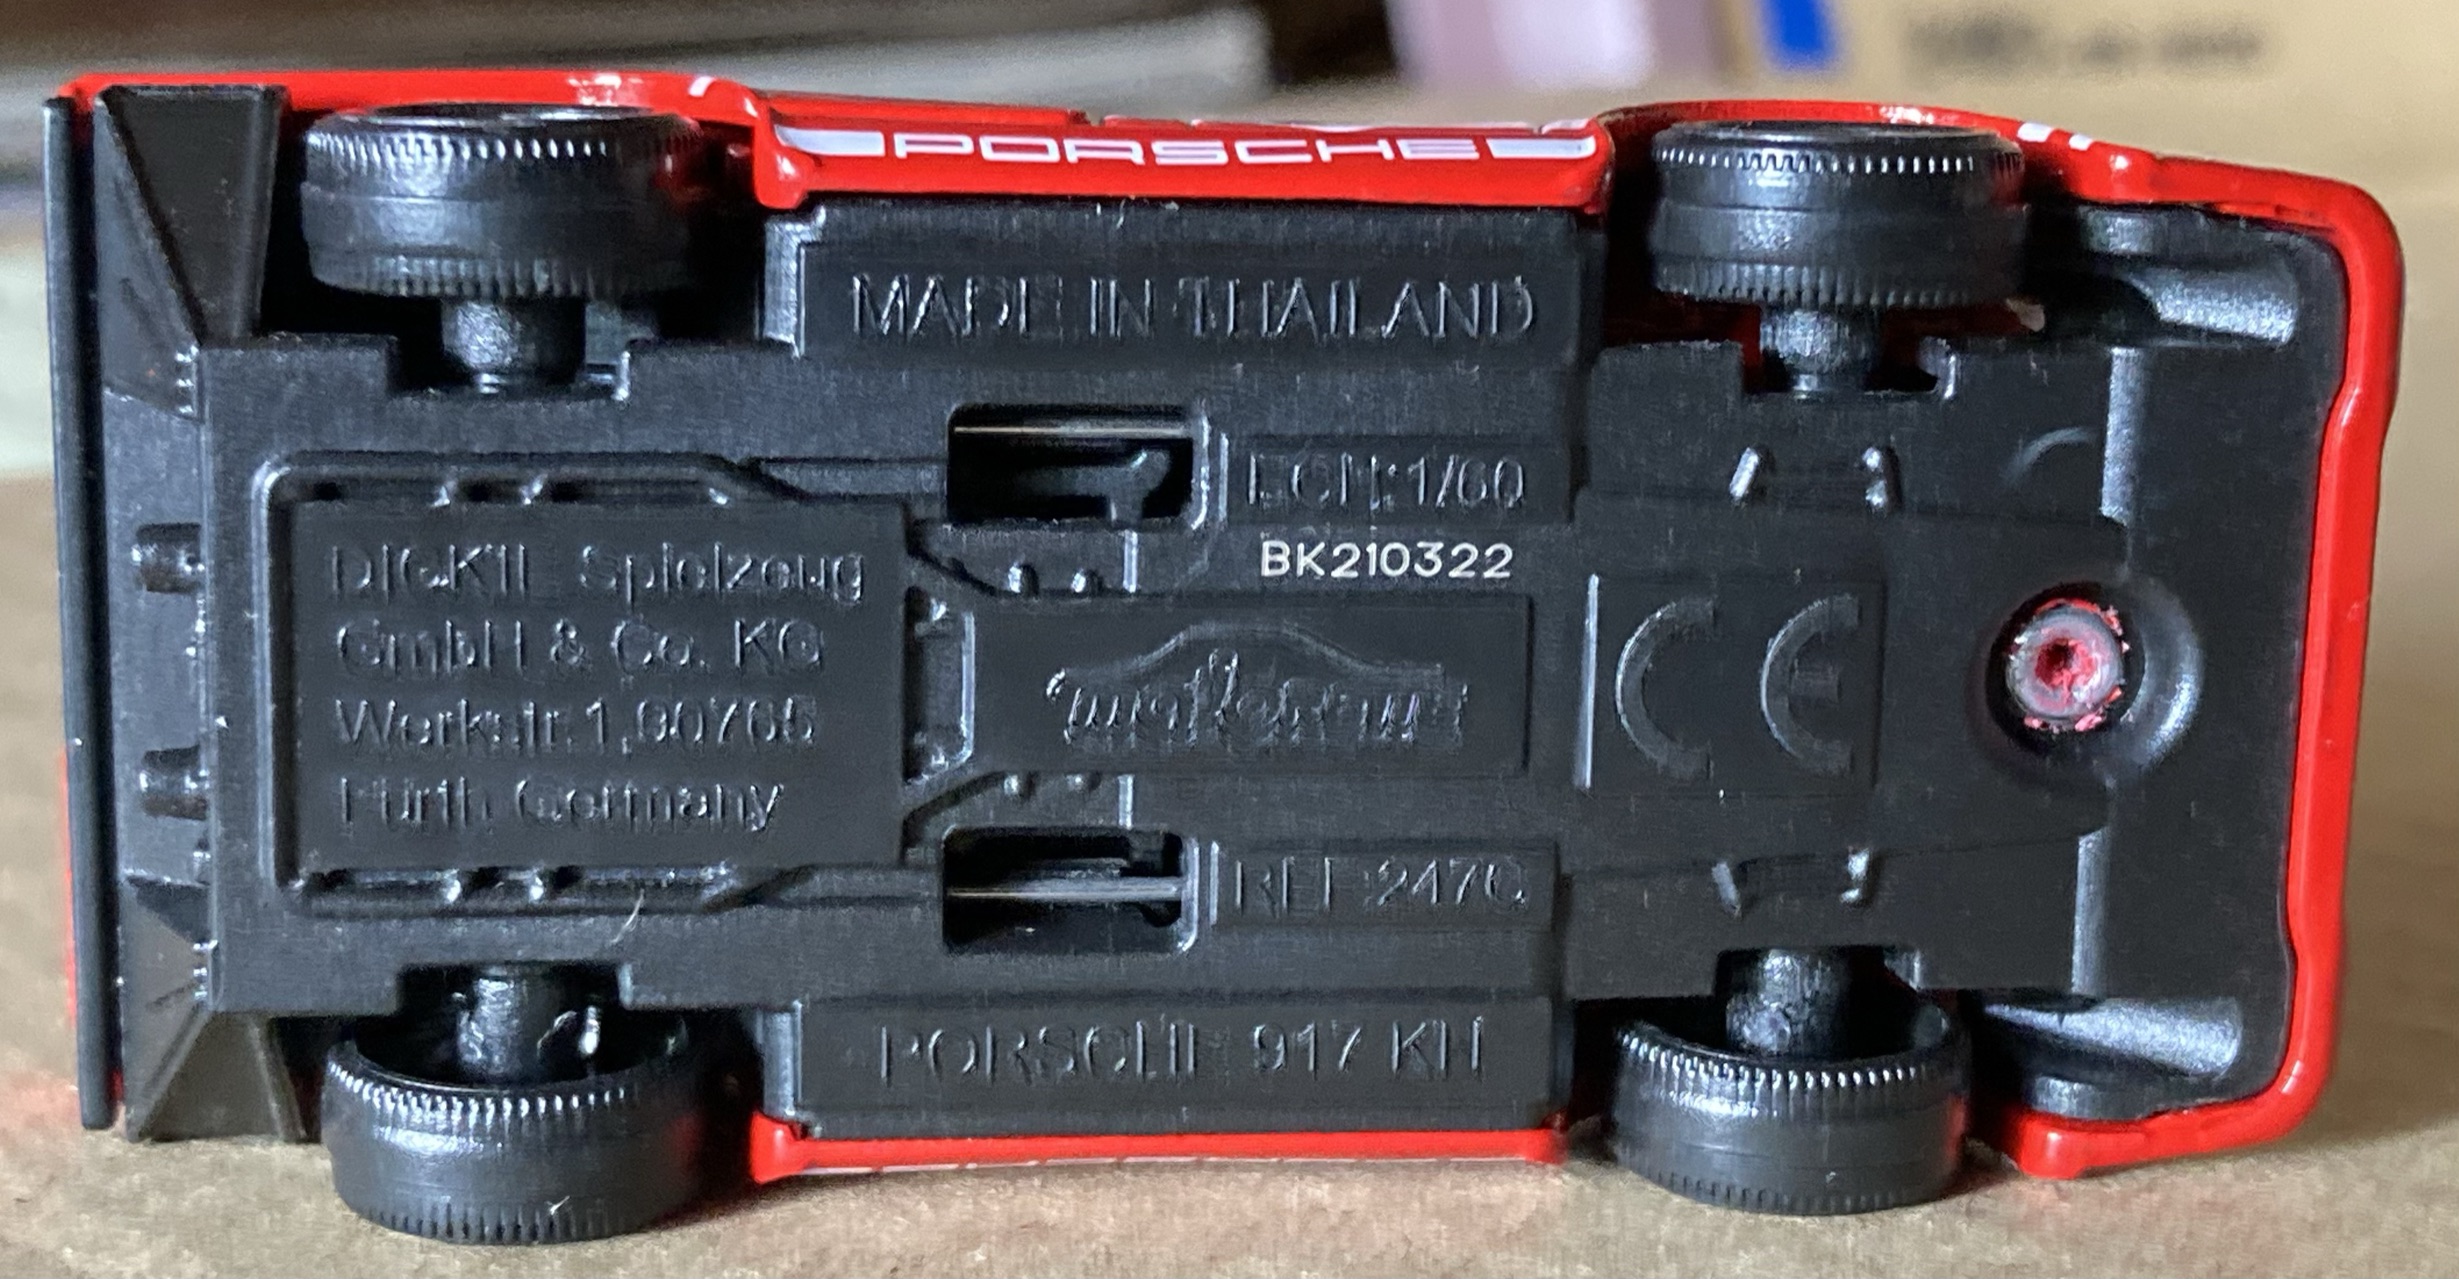 PORSCHE
MADE IN THAILAND
ECH:1/60
BK210322
DICKIE Spielzeug
GmbH & Co. KG
Werkstr.1,90765
Fürth Germany
CE
REF:247C
PORSCHE 917 KH